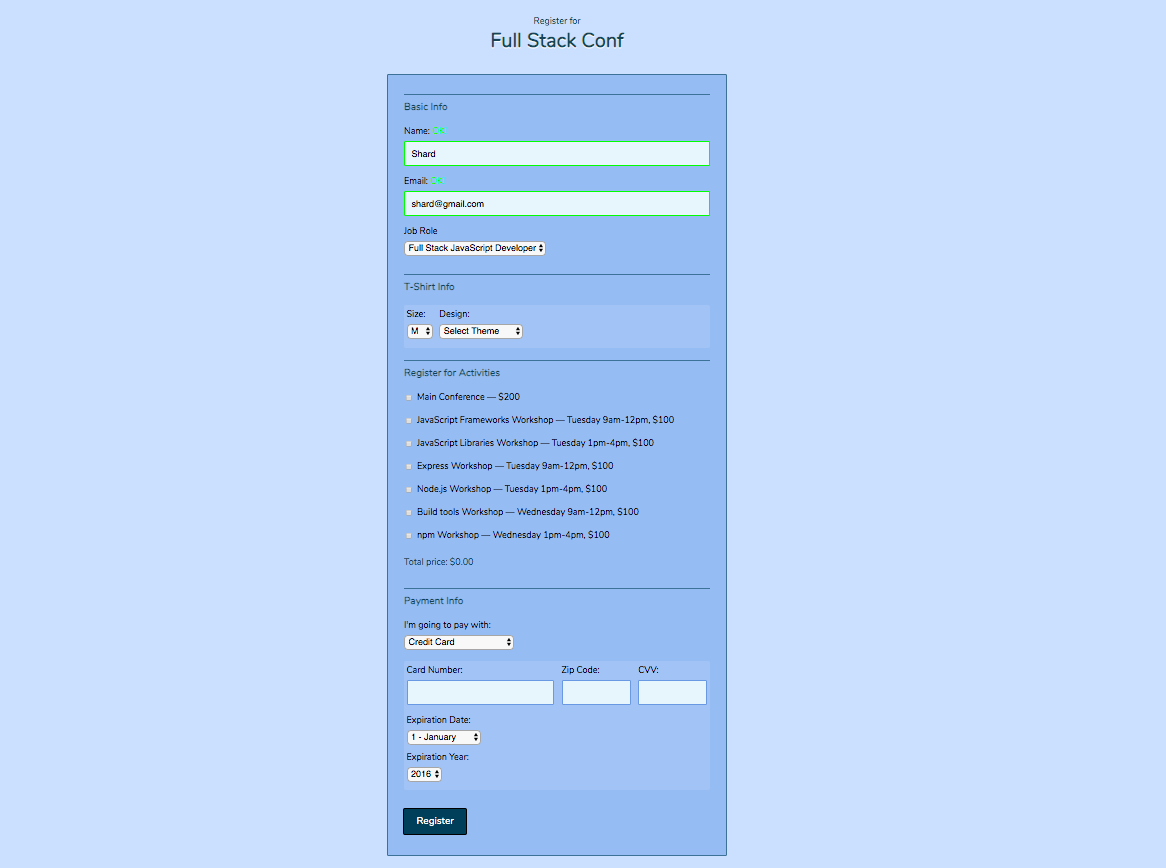 Register for
Full Stack Conf
Basic Info
Name: OK
Shard
Email: OK
shard@gmail.com
Job Role
Full Stack JavaScript Developer
T-Shirt Info
Size: Design:
M Select Theme
Register for Activities
Main Conference — $200
JavaScript Frameworks Workshop — Tuesday 9am-12pm, $100
JavaScript Libraries Workshop — Tuesday 1pm-4pm, $100
Express Workshop — Tuesday 9am-12pm, $100
Node.js Workshop — Tuesday 1pm-4pm, $100
Build tools Workshop — Wednesday 9am-12pm, $100
npm Workshop — Wednesday 1pm-4pm, $100
Total price: $0.00
Payment Info
I'm going to pay with:
Credit Card
Card Number: Zip Code: CVV:
Expiration Date:
1 - January
Expiration Year:
2016
Register